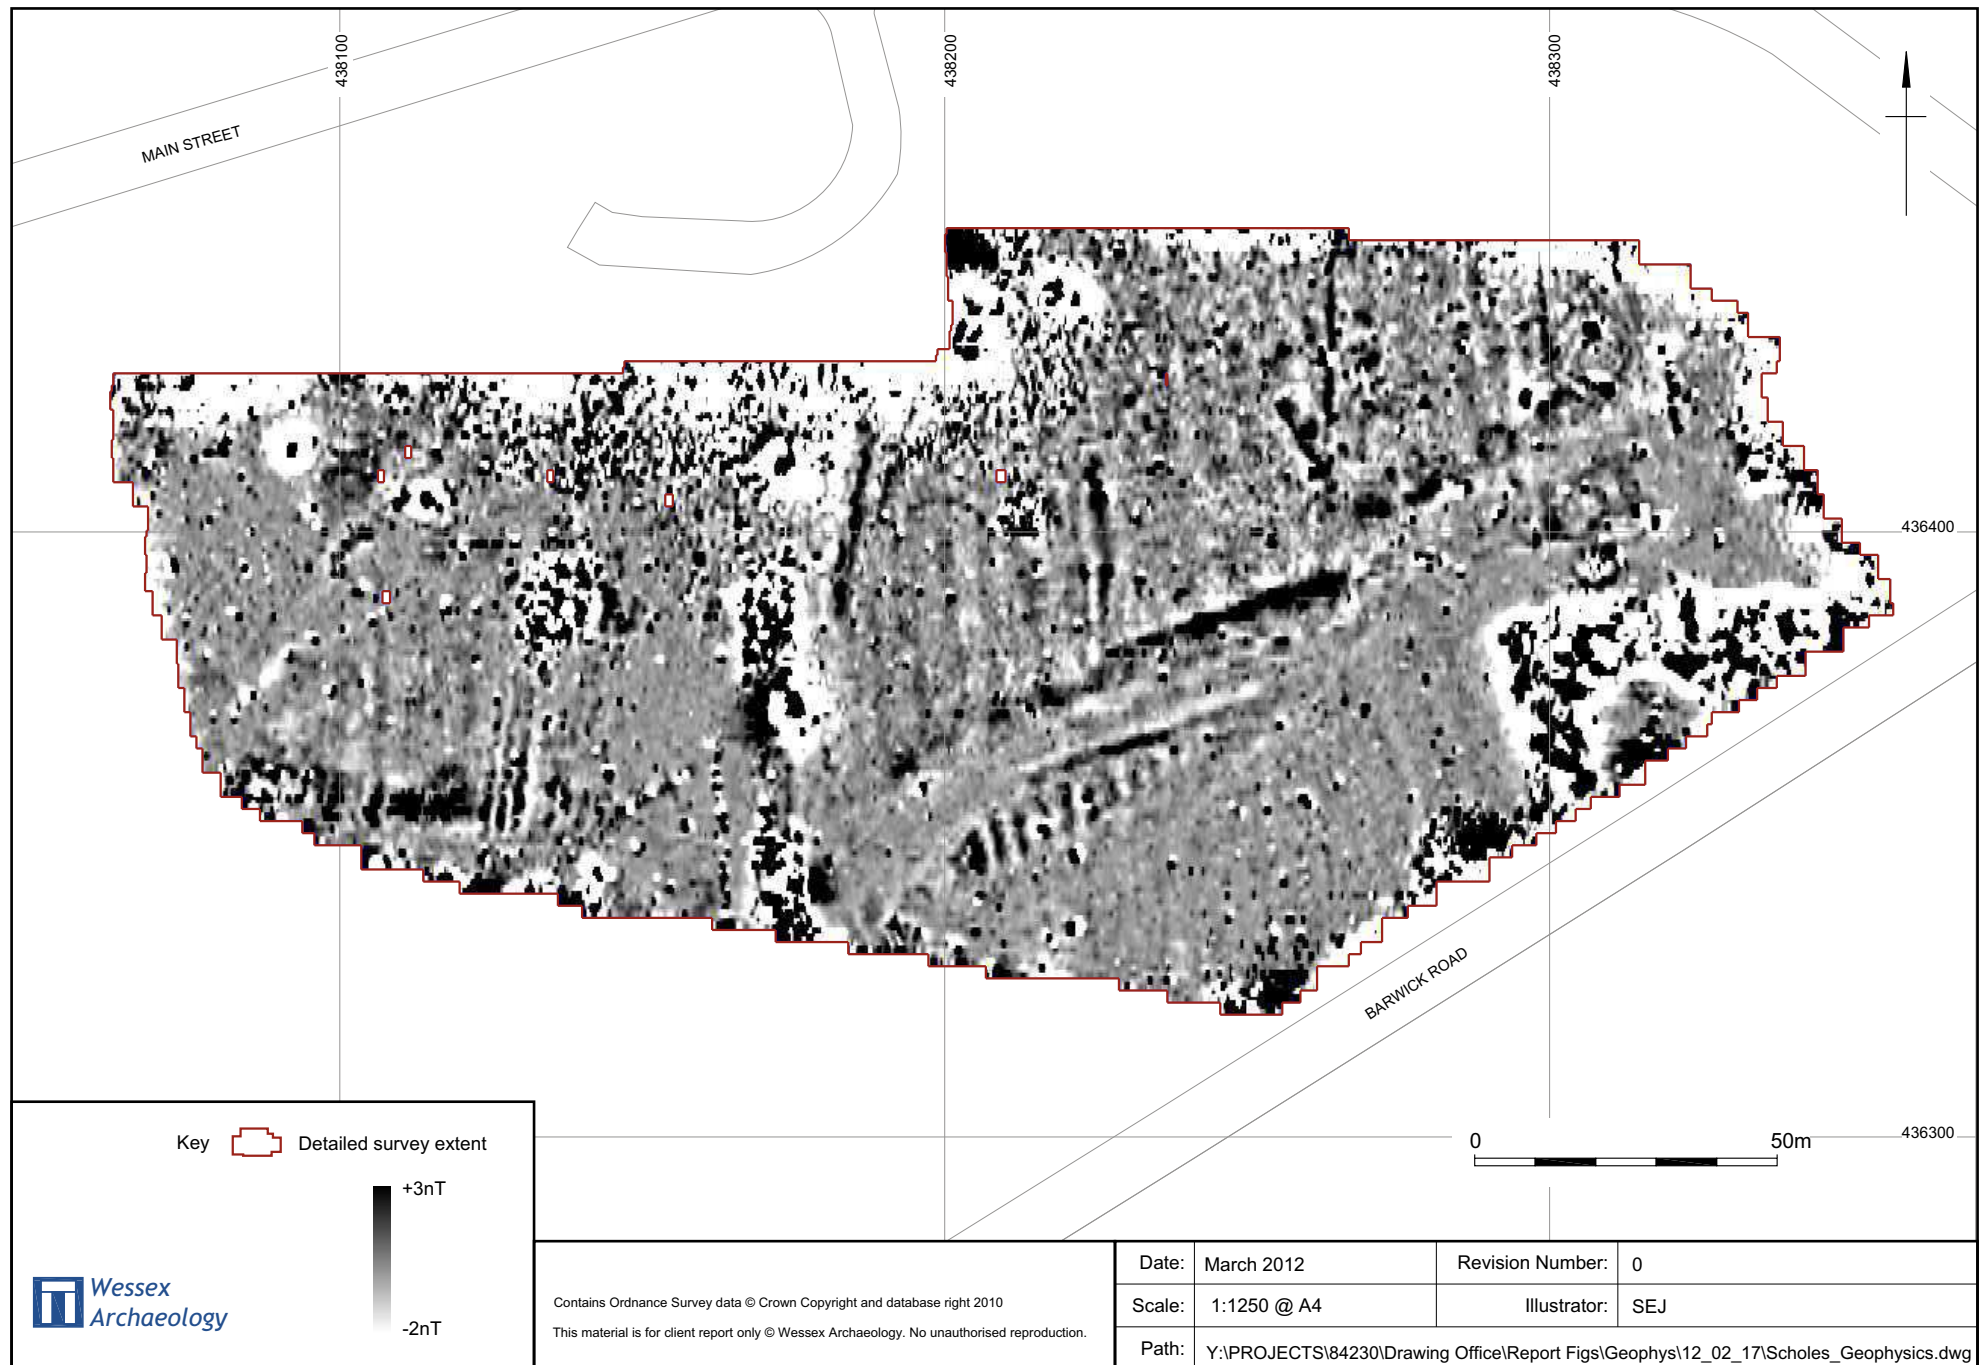 438100
438200
438300
MAIN STREET
436400
BARWICK ROAD
0 50m
436300
Key Detailed survey extent
+3nT
-2nT
Wessex
Archaeology
Contains Ordnance Survey data © Crown Copyright and database right 2010
This material is for client report only © Wessex Archaeology. No unauthorised reproduction.
Date: March 2012 Revision Number: 0
Scale: 1:1250 @ A4 Illustrator: SEJ
Path: Y:\PROJECTS\84230\Drawing Office\Report Figs\Geophys\12_02_17\Scholes_Geophysics.dwg